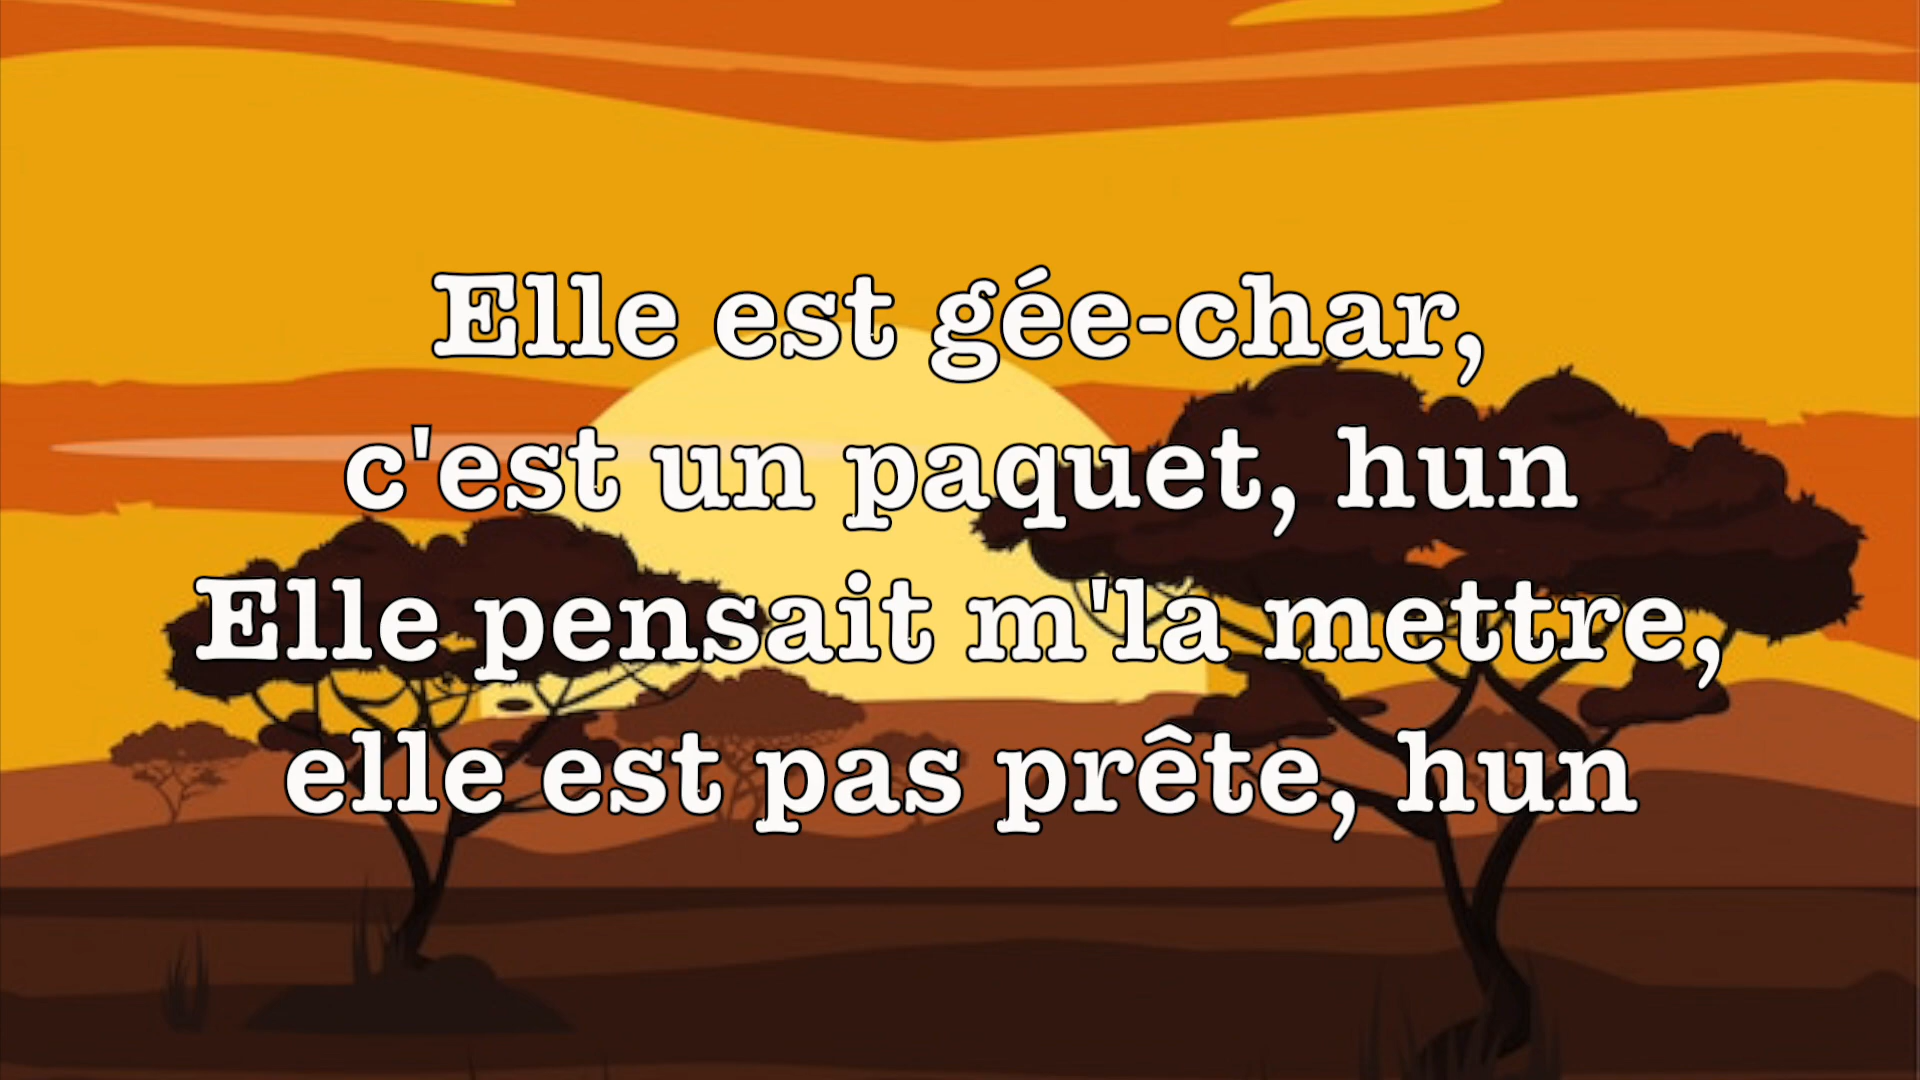 Elle est gée-char,
c'est un paquet, hun
Elle pensait m'la mettre,
elle est pas prête, hun